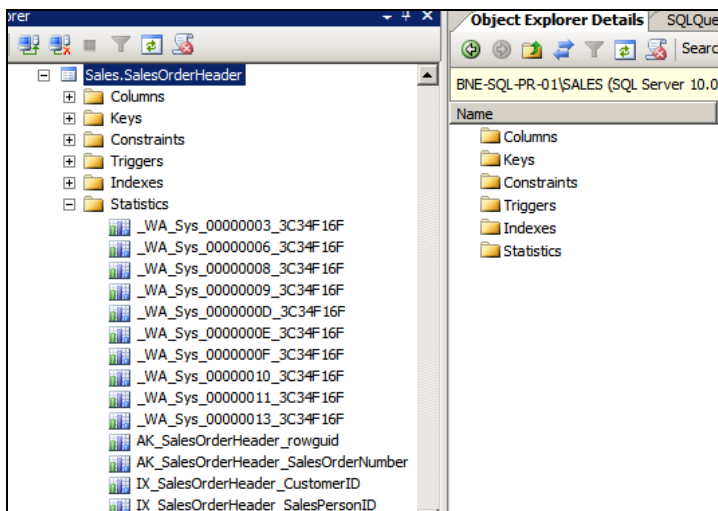 orer
Sales.SalesOrderHeader
Columns
Keys
Constraints
Triggers
Indexes
Statistics
_WA_Sys_00000003_3C34F16F
_WA_Sys_00000006_3C34F16F
_WA_Sys_00000008_3C34F16F
_WA_Sys_00000009_3C34F16F
_WA_Sys_0000000D_3C34F16F
_WA_Sys_0000000E_3C34F16F
_WA_Sys_0000000F_3C34F16F
_WA_Sys_00000010_3C34F16F
_WA_Sys_00000011_3C34F16F
_WA_Sys_00000013_3C34F16F
AK_SalesOrderHeader_rowguid
AK_SalesOrderHeader_SalesOrderNumber
IX_SalesOrderHeader_CustomerID
IX_SalesOrderHeader_SalesPersonID
Object Explorer Details SQLQue
Searc
BNE-SQL-PR-01\SALES (SQL Server 10.0
Name
Columns
Keys
Constraints
Triggers
Indexes
Statistics